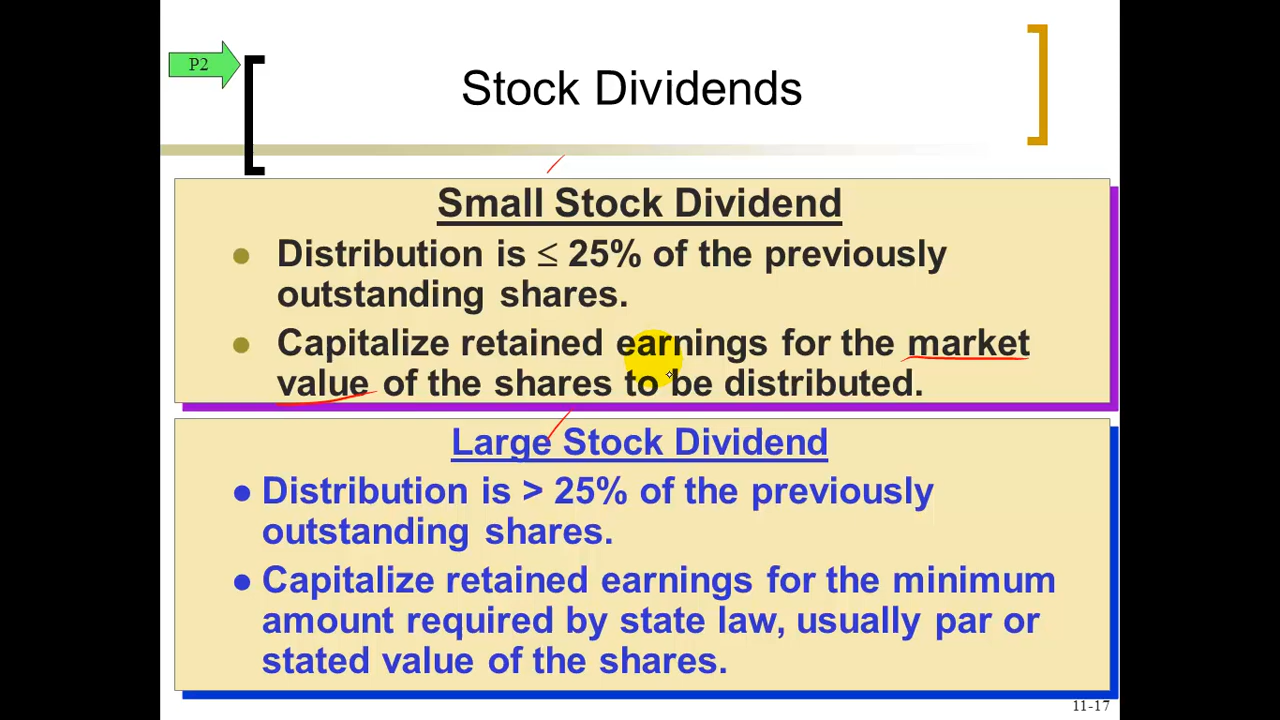 P2
Stock Dividends
Small Stock Dividend
● Distribution is ≤ 25% of the previously
outstanding shares.
● Capitalize retained earnings for the market
value of the shares to be distributed.
Large Stock Dividend
● Distribution is > 25% of the previously
outstanding shares.
● Capitalize retained earnings for the minimum
amount required by state law, usually par or
stated value of the shares.
11-17